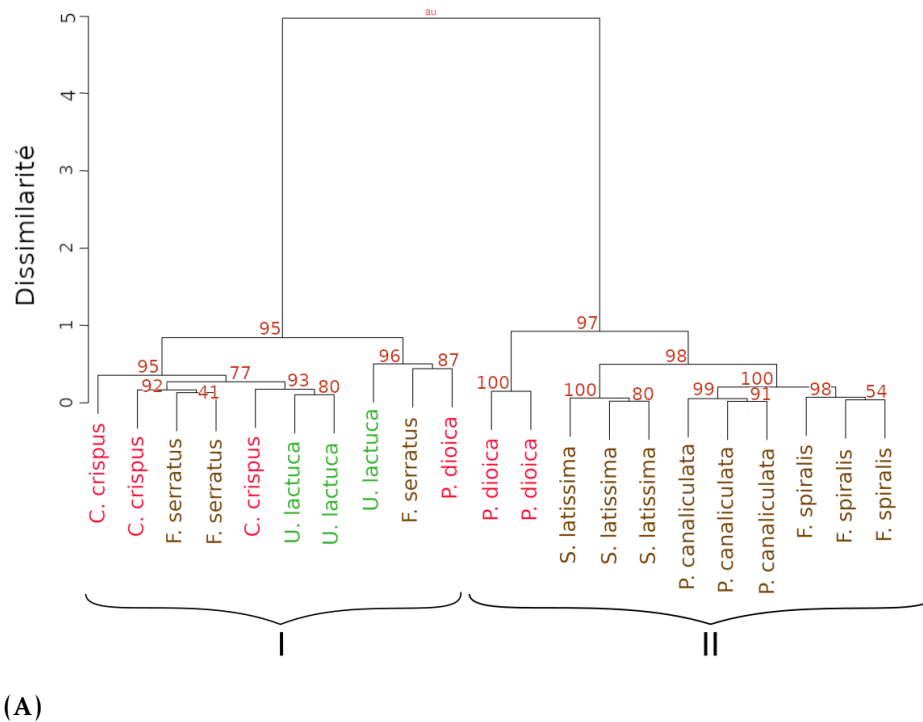 au
5
4
3
2
1
0
Dissimilarité
95
97
95
77
92
41
93
80
96
87
100
98
100
80
99
100
91
98
54
C. crispus
C. crispus
F. serratus
F. serratus
C. crispus
U. lactuca
U. lactuca
U. lactuca
F. serratus
P. dioica
P. dioica
P. dioica
S. latissima
S. latissima
S. latissima
P. canaliculata
P. canaliculata
P. canaliculata
F. spiralis
F. spiralis
F. spiralis
I
II
(A)